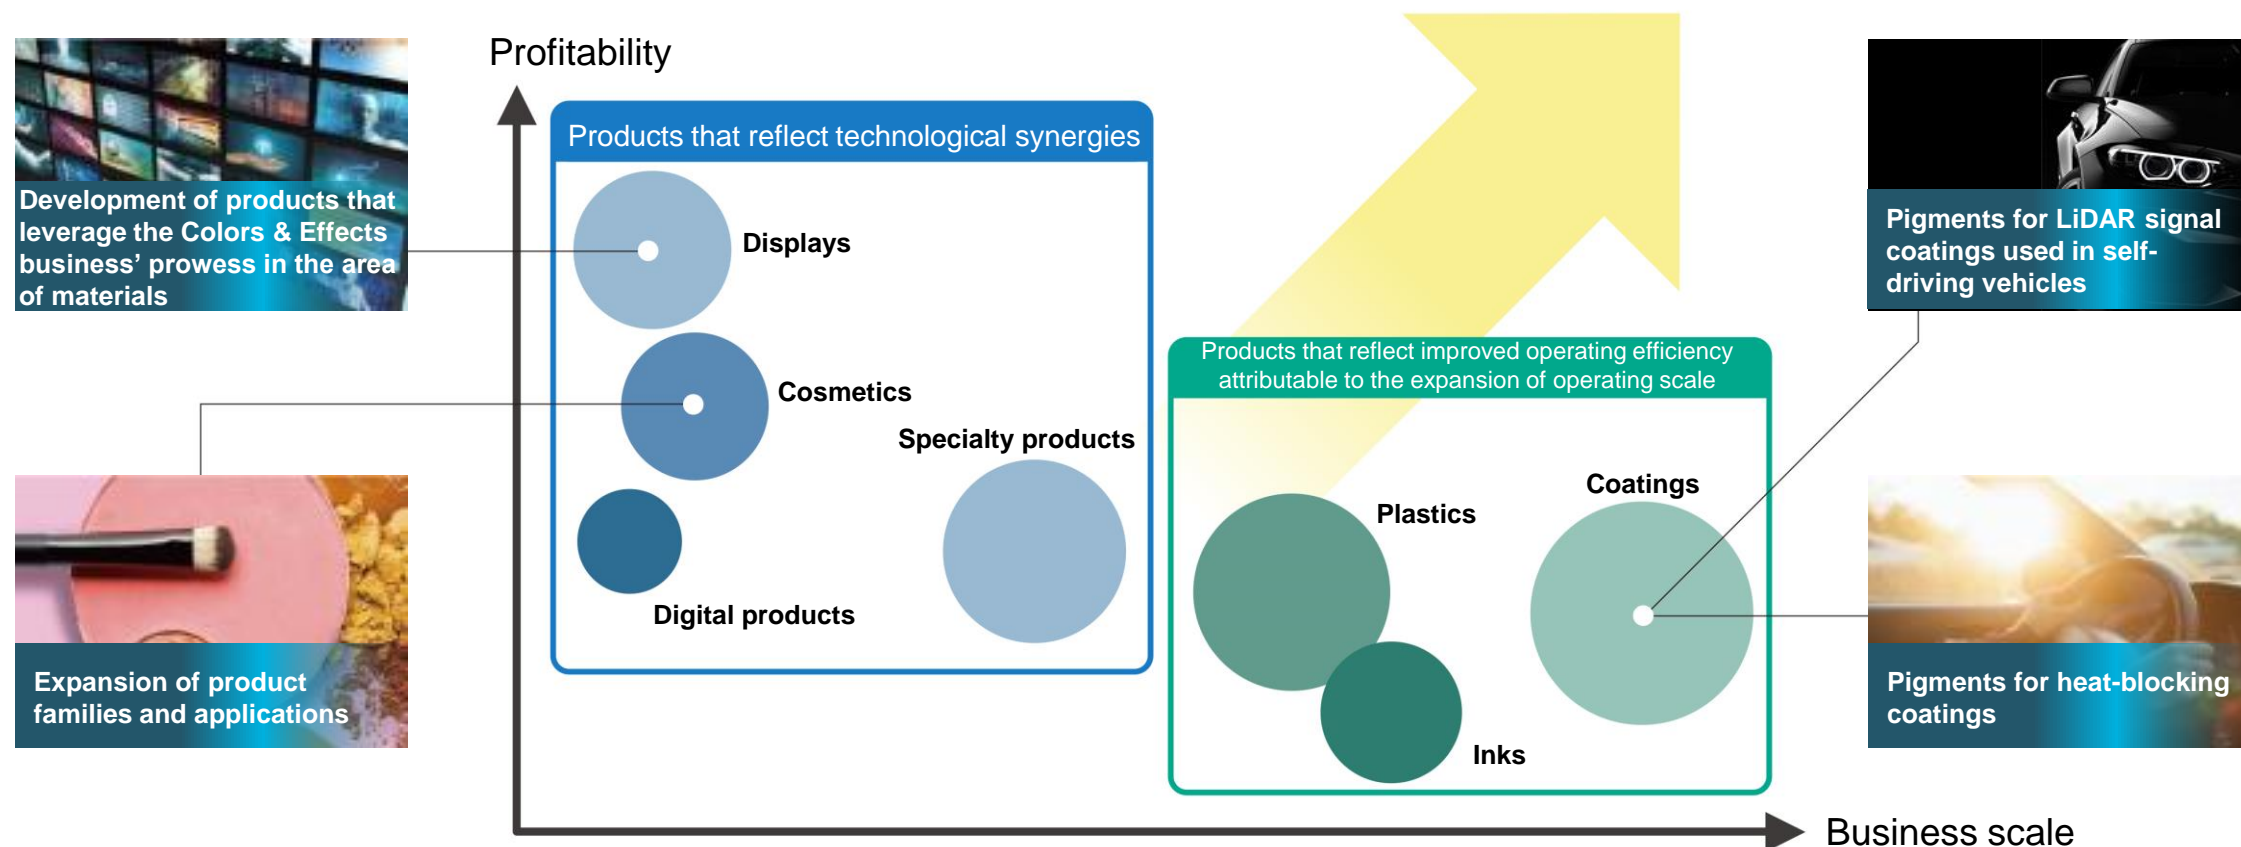 Profitability
Development of products that
leverage the Colors & Effects
business’ prowess in the area
of materials
Expansion of product
families and applications
Products that reflect technological synergies
Displays
Cosmetics
Specialty products
Digital products
Products that reflect improved operating efficiency
attributable to the expansion of operating scale
Plastics
Coatings
Inks
Pigments for LiDAR signal
coatings used in self-
driving vehicles
Pigments for heat-blocking
coatings
Business scale